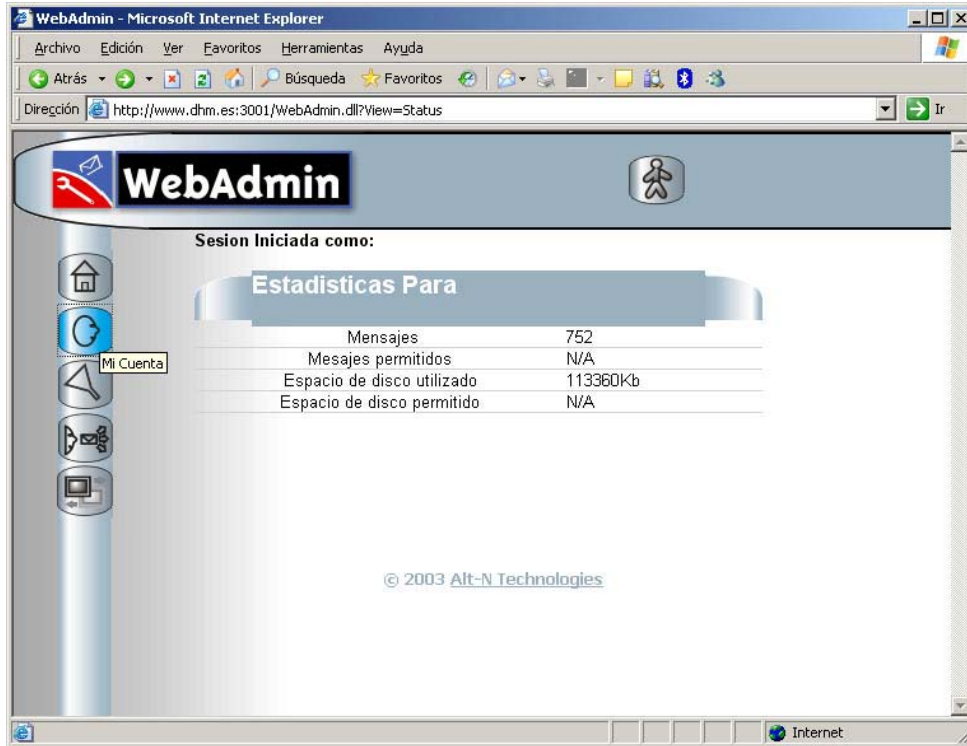 WebAdmin - Microsoft Internet Explorer
Archivo Edición Ver Favoritos Herramientas Ayuda
Atrás Búsqueda Favoritos
Dirección http://www.dhm.es:3001/WebAdmin.dll?View=Status Ir
WebAdmin
Sesion Iniciada como:
Estadisticas Para
Mensajes 752
Mesajes permitidos N/A
Mi Cuenta
Espacio de disco utilizado 113360Kb
Espacio de disco permitido N/A
© 2003 Alt-N Technologies
Internet